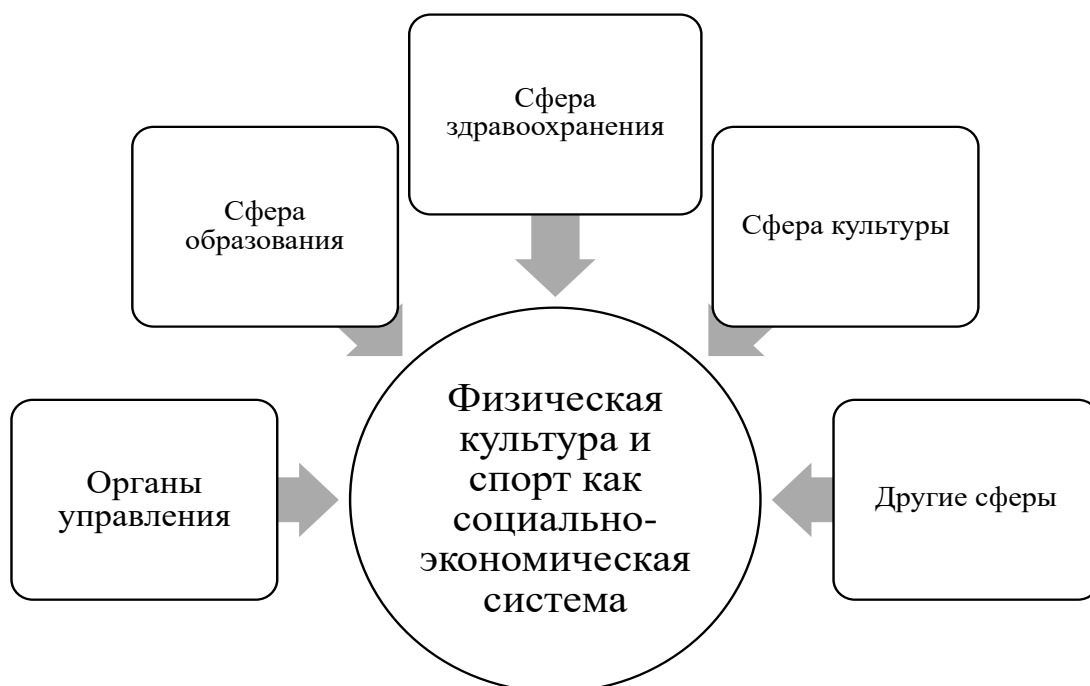 Сфера
здравоохранения
Сфера
образования
Сфера культуры
Органы
управления
Физическая
культура и
спорт как
социально-
экономическая
система
Другие сферы